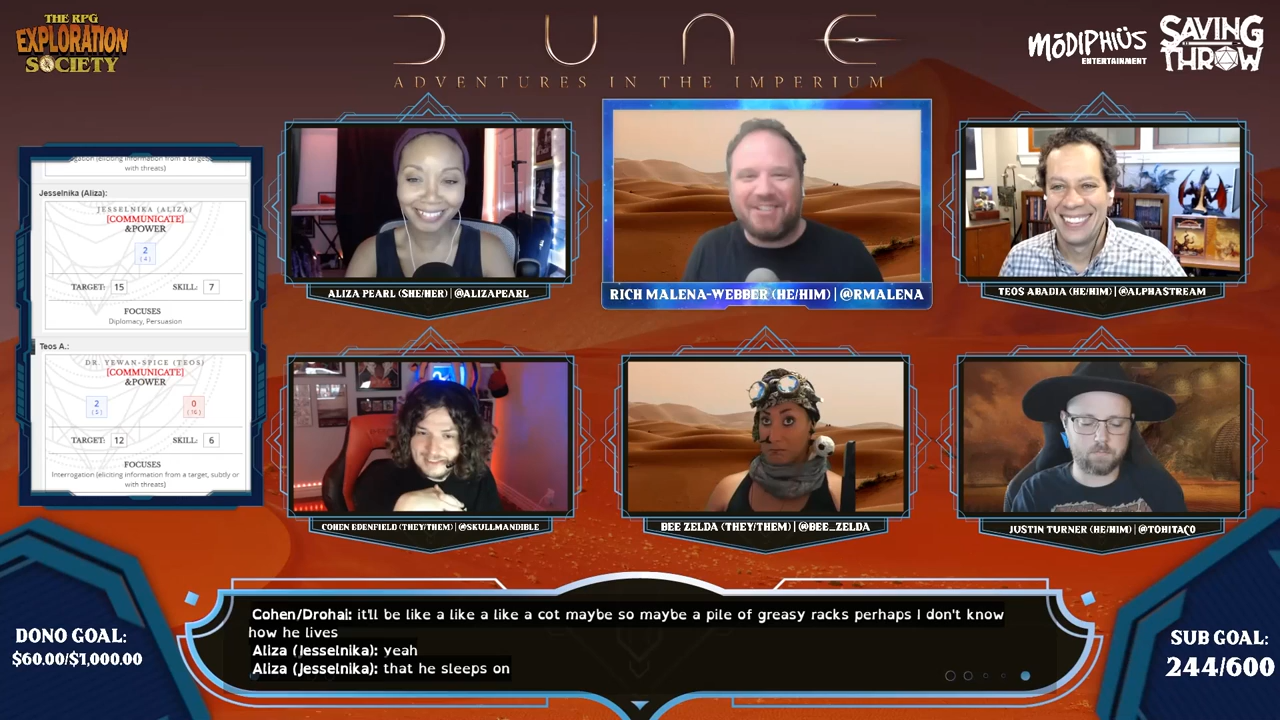 THE RPG
EXPLORATION
SOCIETY
DUNE
ADVENTURES IN THE IMPERIUM
MŌDIPHIÜS
ENTERTAINMENT
SAVING
THROW
with threats)
Jesselnika (Aliza):
JESSELNIKA (ALIZA)
[COMMUNICATE]
&POWER
2
( 4 )
TARGET: 15 SKILL: 7
FOCUSES
Diplomacy, Persuasion
Teos A.:
DR. YEWAN-SPICE (TEOS)
[COMMUNICATE]
&POWER
2 0
TARGET: 12 SKILL: 6
FOCUSES
Interrogation (eliciting information from a target, subtly or
with threats)
ALIZA PEARL (SHE/HER) | @ALIZAPEARL
RICH MALENA-WEBBER (HE/HIM) | @RMALENA
TEOS ABADIA (HE/HIM) | @ALPHASTREAM
COHEN EDENFIELD (THEY/THEM) | @SKULLMANDIBLE
BEE ZELDA (THEY/THEM) | @BEE_ZELDA
JUSTIN TURNER (HE/HIM) | @TOHITACO
Cohen/Drohai: it'll be like a like a like a cot maybe so maybe a pile of greasy racks perhaps I don't know
how he lives
Aliza (Jesselnika): yeah
Aliza (Jesselnika): that he sleeps on
DONO GOAL:
$60.00/$1,000.00
SUB GOAL:
244/600